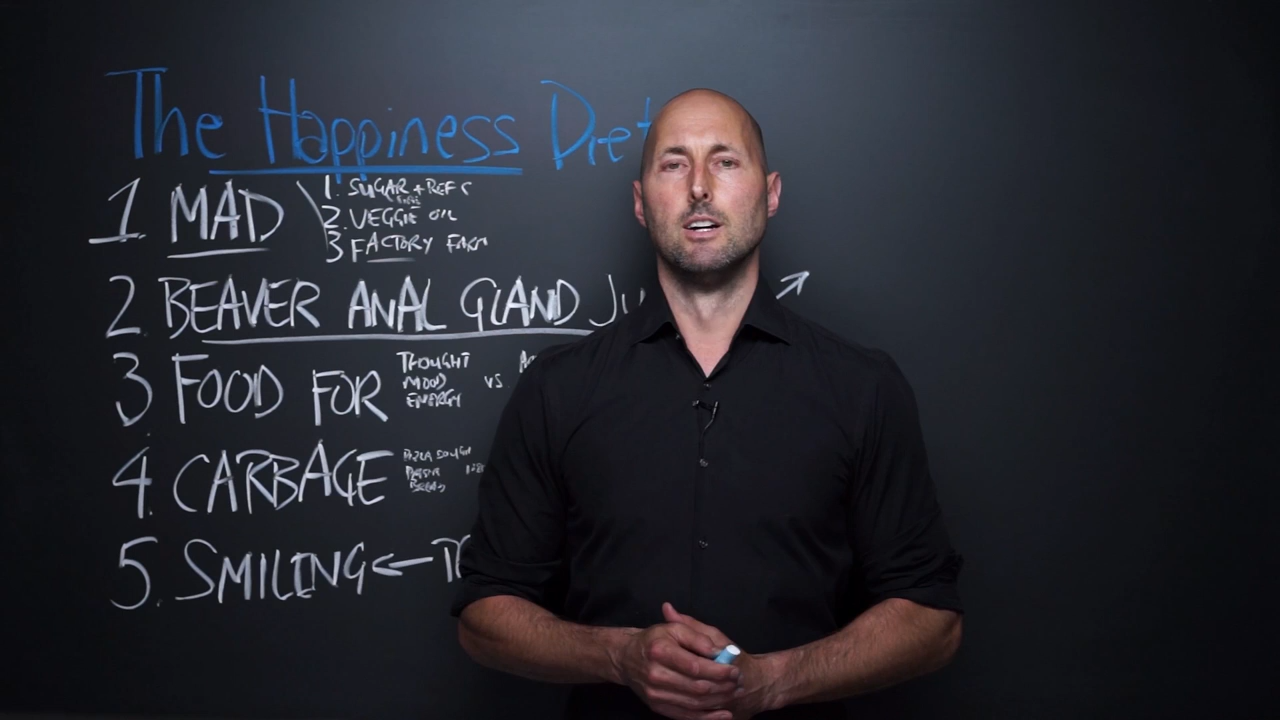 The Happiness Diet
1 MAD
1. SUGAR + REF C
2. VEGGIE OIL
3 FACTORY FARM
2. BEAVER ANAL GLAND JU
3 FOOD FOR
THOUGHT
MOOD VS.
ENERGY
4. CARBAGE
5. SMILING ←